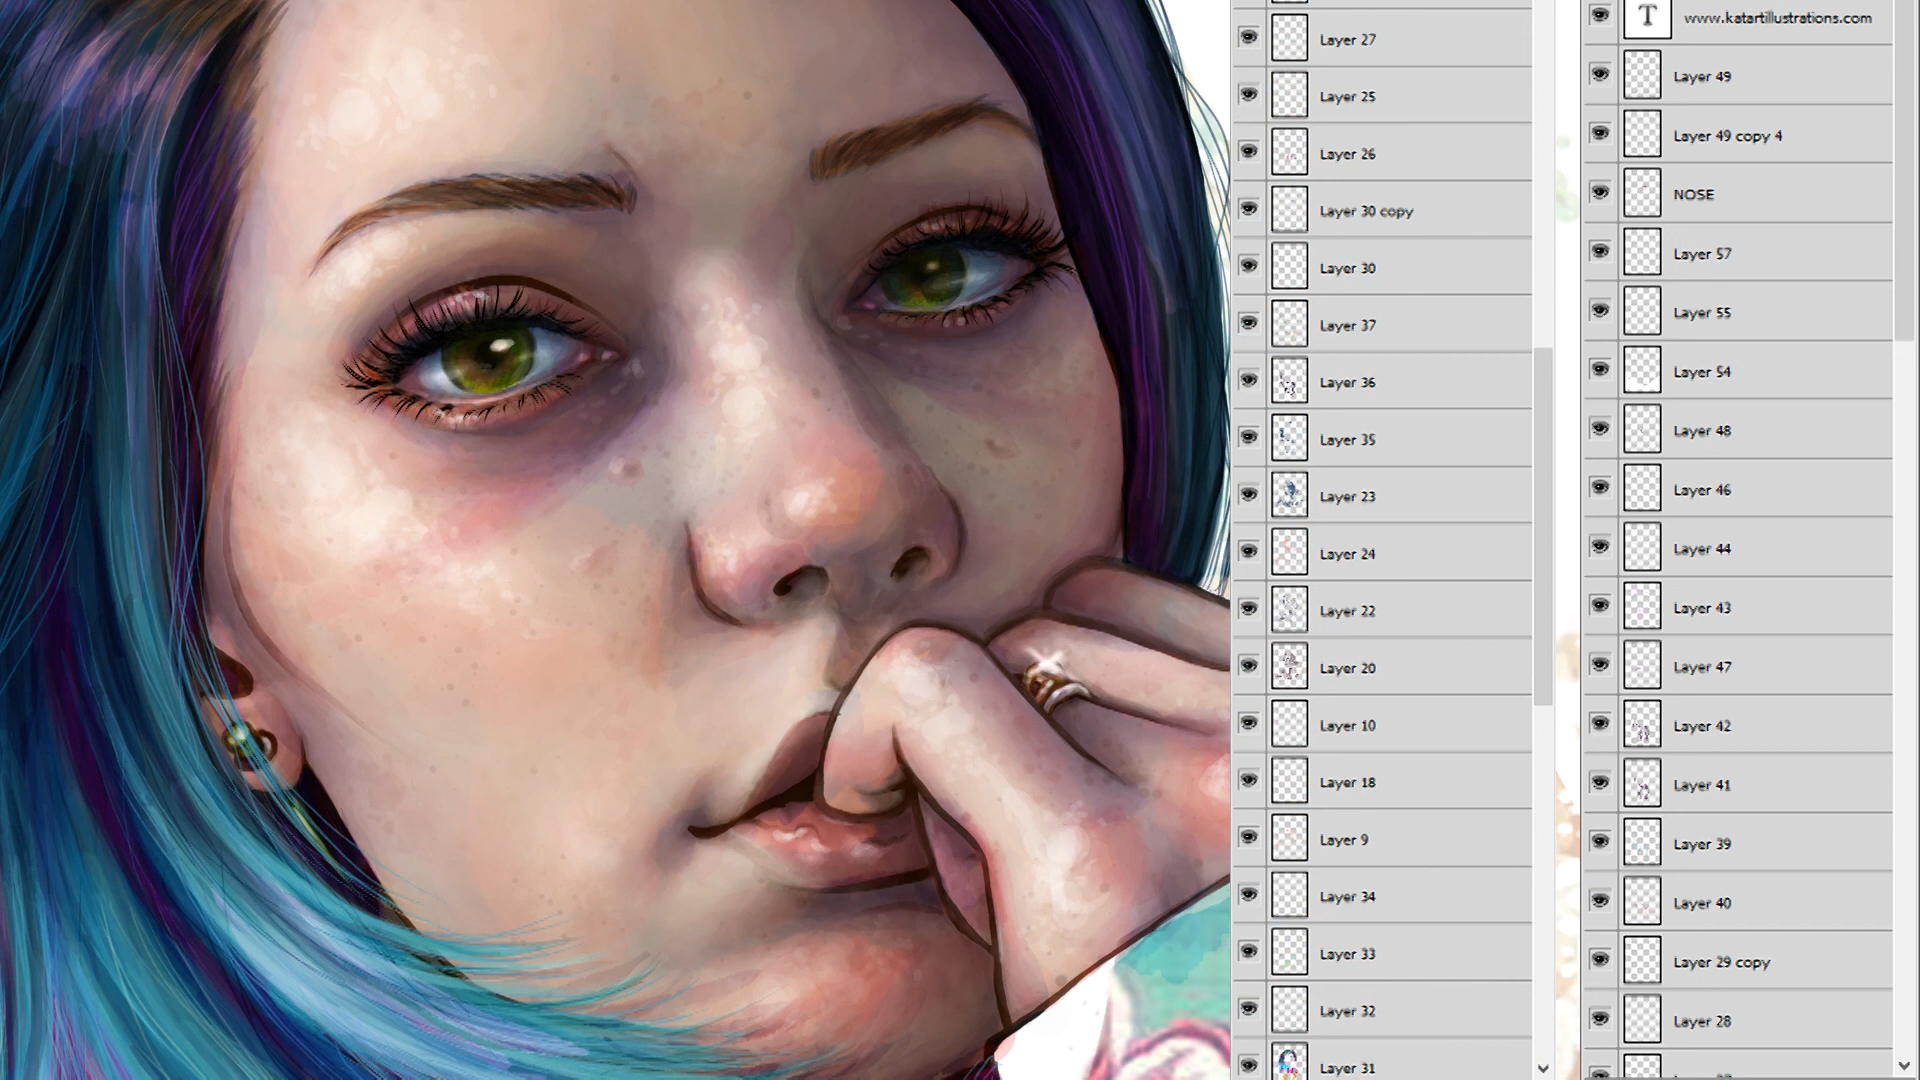 Layer 27
Layer 25
Layer 26
Layer 30 copy
Layer 30
Layer 37
Layer 36
Layer 35
Layer 23
Layer 24
Layer 22
Layer 20
Layer 10
Layer 18
Layer 9
Layer 34
Layer 33
Layer 32
Layer 31
T www.katartillustrations.com
Layer 49
Layer 49 copy 4
NOSE
Layer 57
Layer 55
Layer 54
Layer 48
Layer 46
Layer 44
Layer 43
Layer 47
Layer 42
Layer 41
Layer 39
Layer 40
Layer 29 copy
Layer 28